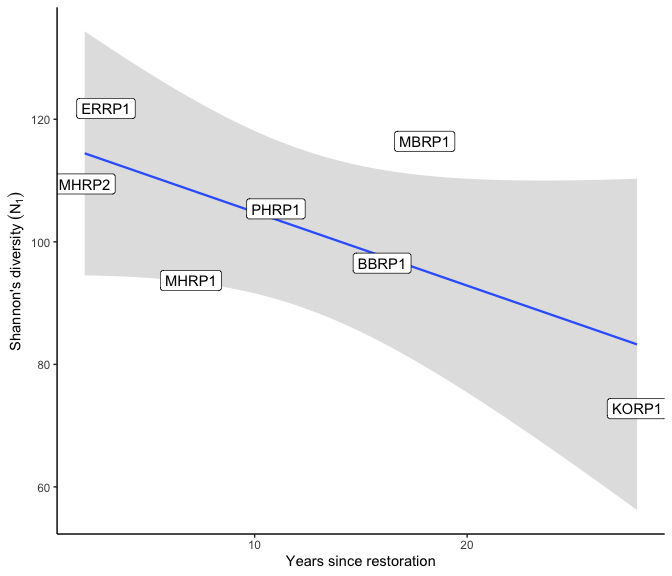 Shannon's diversity (N₁)
120
100
80
60
ERRP1
MBRP1
MHRP2
PHRP1
BBRP1
MHRP1
KORP1
10
20
Years since restoration